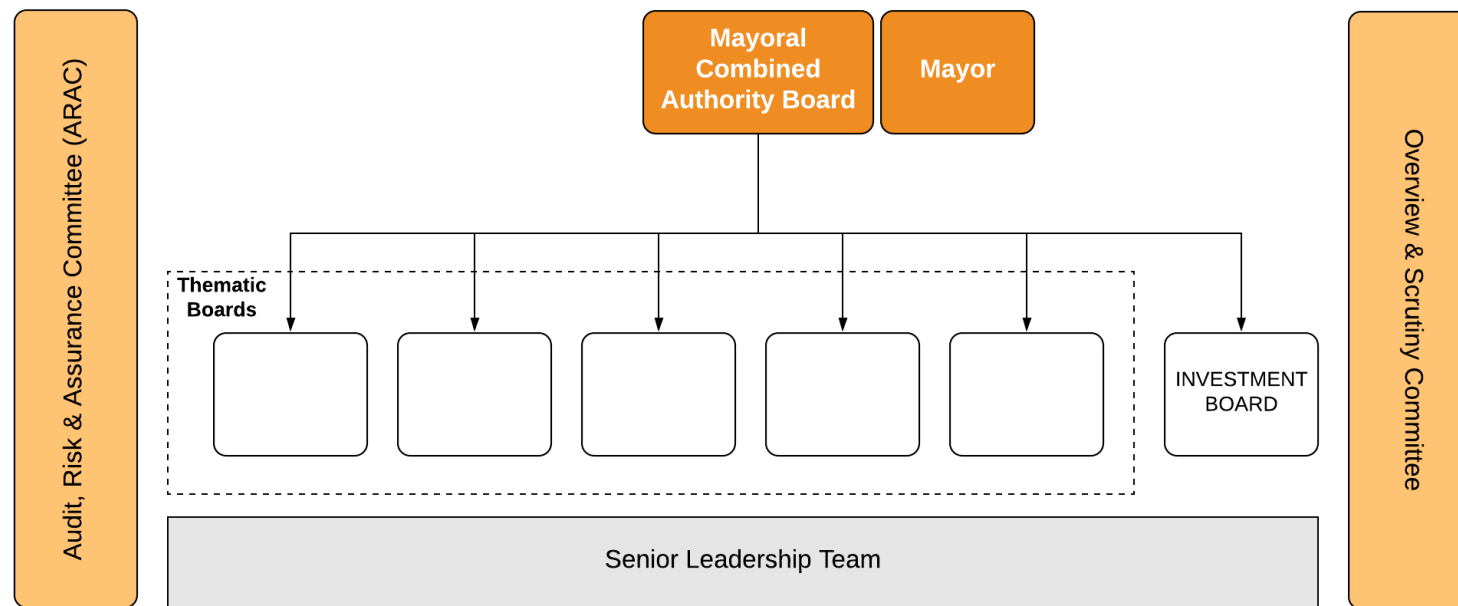 Audit, Risk & Assurance Committee (ARAC)
Mayoral
Combined
Authority Board
Mayor
Thematic
Boards
INVESTMENT
BOARD
Senior Leadership Team
Overview & Scrutiny Committee